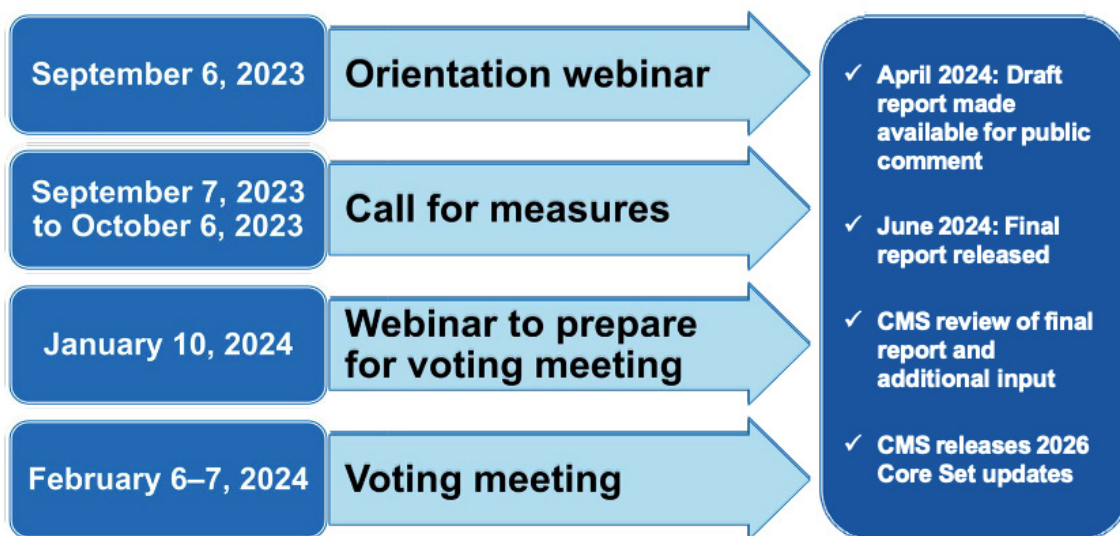 September 6, 2023
Orientation webinar
September 7, 2023
to October 6, 2023
Call for measures
January 10, 2024
Webinar to prepare
for voting meeting
February 6–7, 2024
Voting meeting
✓ April 2024: Draft
report made
available for public
comment
✓ June 2024: Final
report released
✓ CMS review of final
report and
additional input
✓ CMS releases 2026
Core Set updates